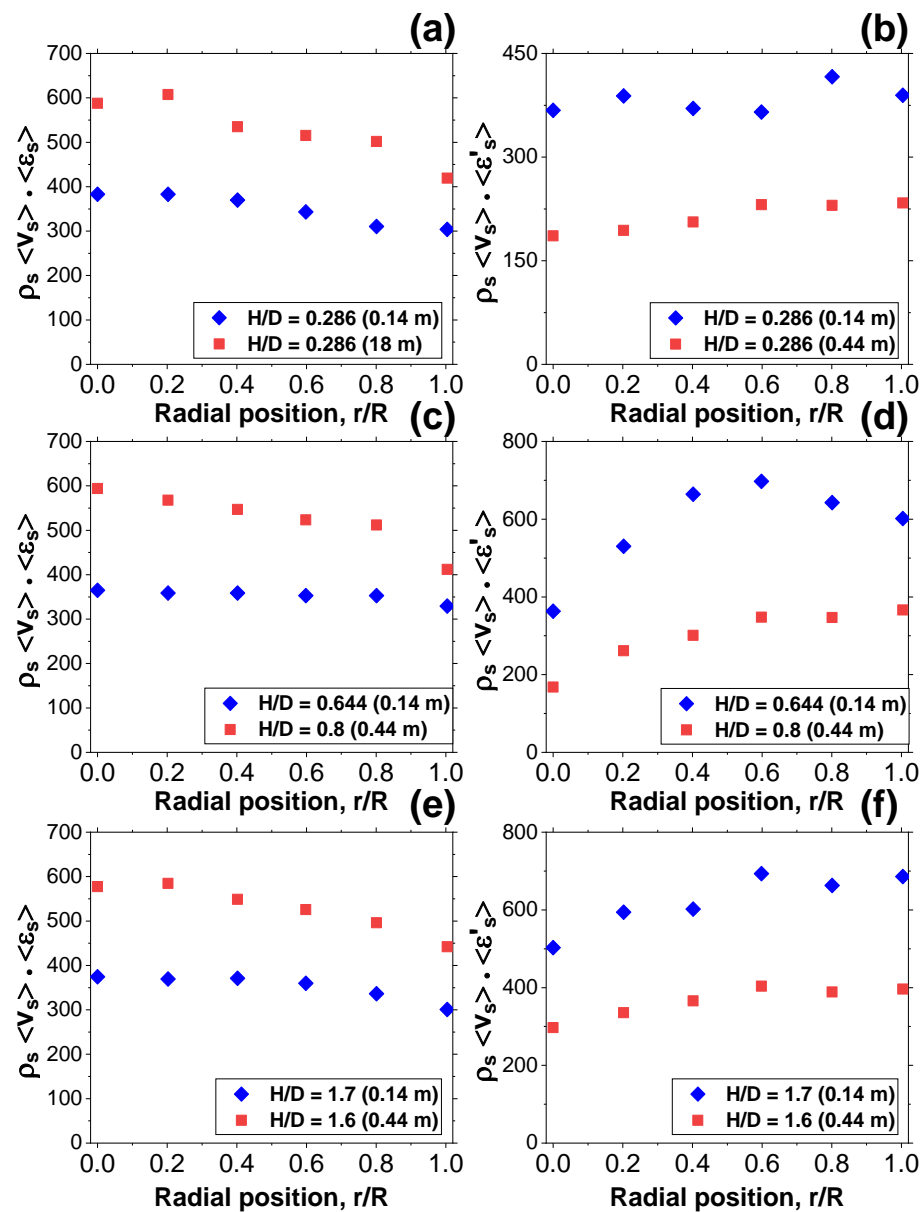 (a)
ρs <vs> . <εs>
700
600
500
400
300
200
100
0
H/D = 0.286 (0.14 m)
H/D = 0.286 (18 m)
0.0 0.2 0.4 0.6 0.8 1.0
Radial position, r/R
(b)
ρs <vs> . <ε's>
450
300
150
0
H/D = 0.286 (0.14 m)
H/D = 0.286 (0.44 m)
0.0 0.2 0.4 0.6 0.8 1.0
Radial position, r/R
(c)
ρs <vs> . <εs>
700
600
500
400
300
200
100
0
H/D = 0.644 (0.14 m)
H/D = 0.8 (0.44 m)
0.0 0.2 0.4 0.6 0.8 1.0
Radial position, r/R
(d)
ρs <vs> . <ε's>
800
600
400
200
0
H/D = 0.644 (0.14 m)
H/D = 0.8 (0.44 m)
0.0 0.2 0.4 0.6 0.8 1.0
Radial position, r/R
(e)
ρs <vs> . <εs>
700
600
500
400
300
200
100
0
H/D = 1.7 (0.14 m)
H/D = 1.6 (0.44 m)
0.0 0.2 0.4 0.6 0.8 1.0
Radial position, r/R
(f)
ρs <vs> . <ε's>
800
600
400
200
0
H/D = 1.7 (0.14 m)
H/D = 1.6 (0.44 m)
0.0 0.2 0.4 0.6 0.8 1.0
Radial position, r/R